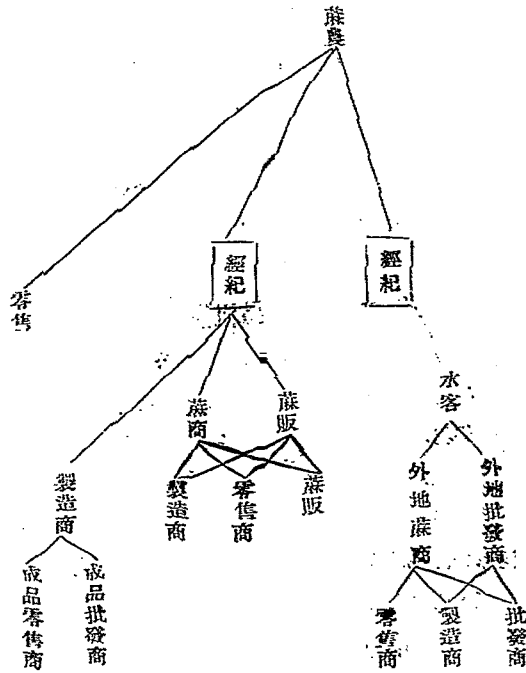 蔴農
經紀
經紀
零售
水客
蔴商
蔴販
製造商
製造商
零售商
蔴販
外地蔴商
外地批發商
成品零售商
成品批發商
零售商
製造商
批發商